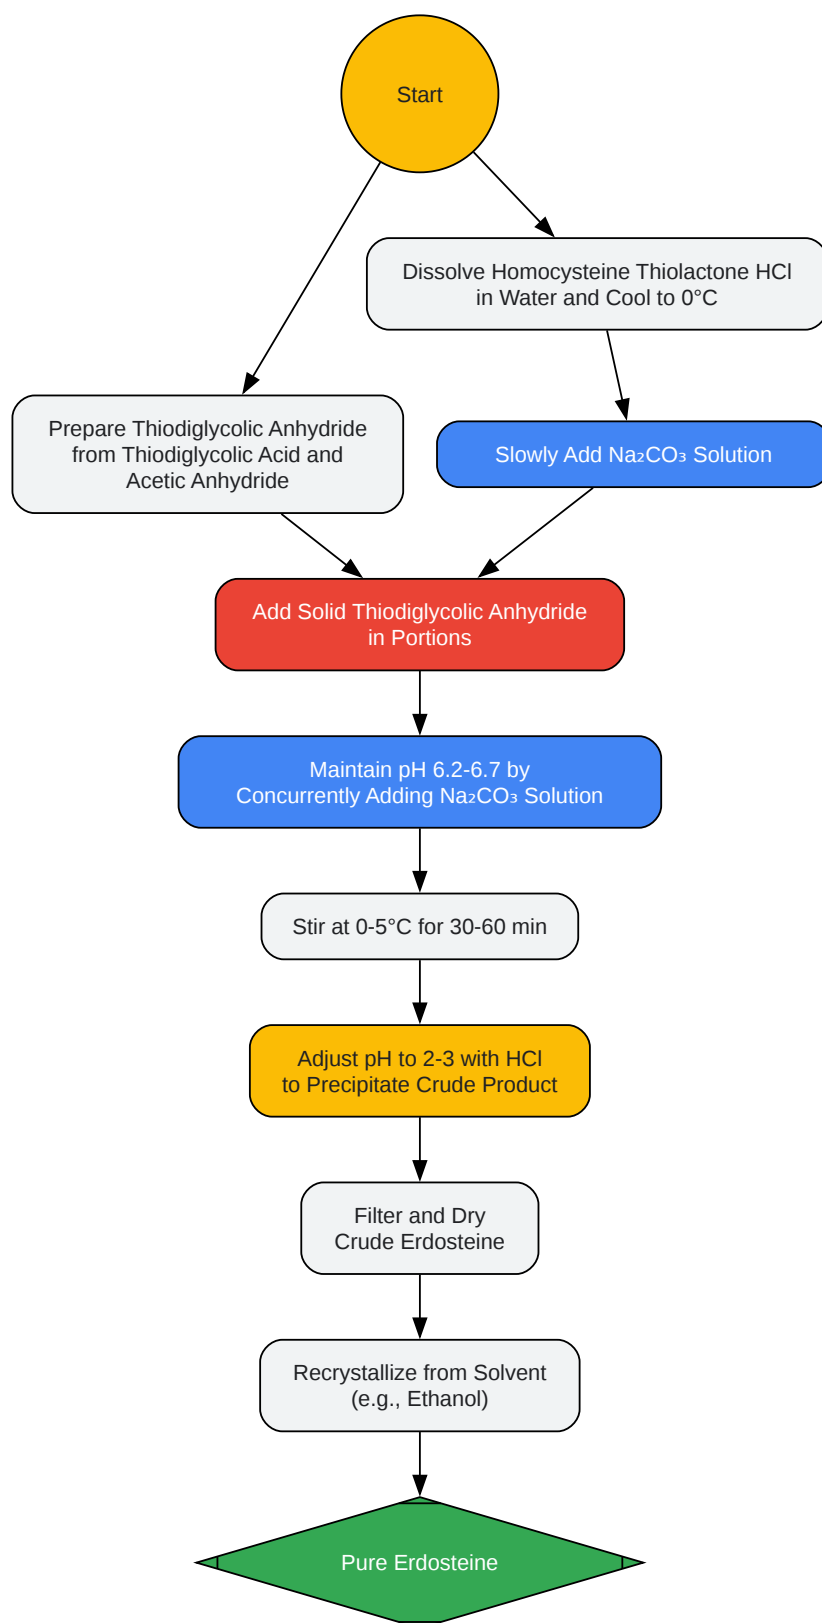 Start
Dissolve Homocysteine Thiolactone HCl
in Water and Cool to 0°C
Prepare Thiodiglycolic Anhydride
from Thiodiglycolic Acid and
Acetic Anhydride
Slowly Add Na₂CO₃ Solution
Add Solid Thiodiglycolic Anhydride
in Portions
Maintain pH 6.2-6.7 by
Concurrently Adding Na₂CO₃ Solution
Stir at 0-5°C for 30-60 min
Adjust pH to 2-3 with HCl
to Precipitate Crude Product
Filter and Dry
Crude Erdosteine
Recrystallize from Solvent
(e.g., Ethanol)
Pure Erdosteine